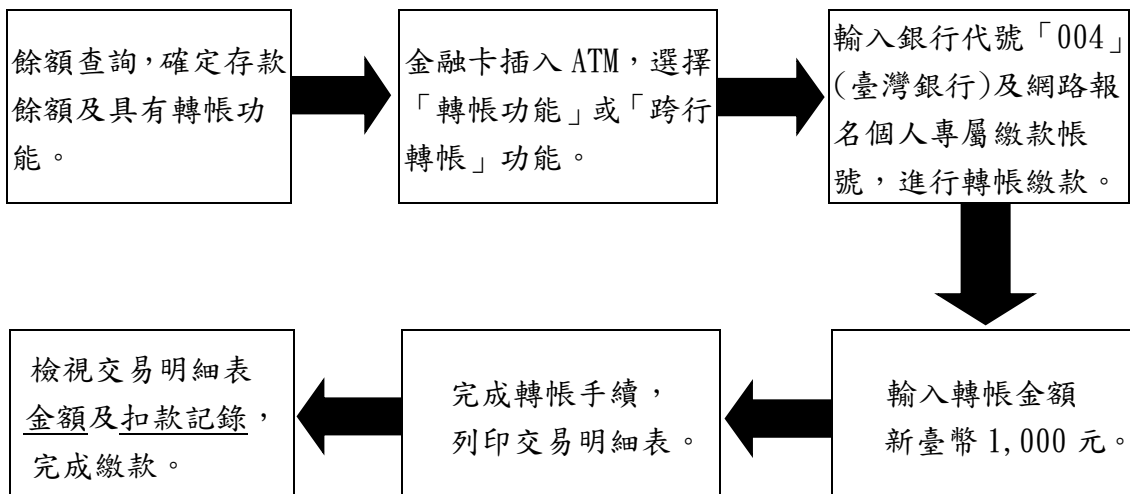 餘額查詢，確定存款
餘額及具有轉帳功
能。
金融卡插入 ATM，選擇
「轉帳功能」或「跨行
轉帳」功能。
輸入銀行代號「004」
(臺灣銀行)及網路報
名個人專屬繳款帳
號，進行轉帳繳款。
輸入轉帳金額
新臺幣 1,000 元。
完成轉帳手續，
列印交易明細表。
檢視交易明細表
金額及扣款記錄，
完成繳款。